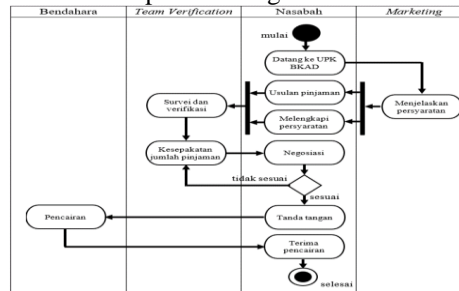 Bendahara
Team Verification
Nasabah
Marketing
mulai
Datang ke UPK
BKAD
Usulan pinjaman
Menjelaskan
persyaratan
Melengkapi
persyaratan
Survei dan
verifikasi
Kesepakatan
jumlah pinjaman
Negosiasi
tidak sesuai
sesuai
Pencairan
Tanda tangan
Terima
pencairan
selesai